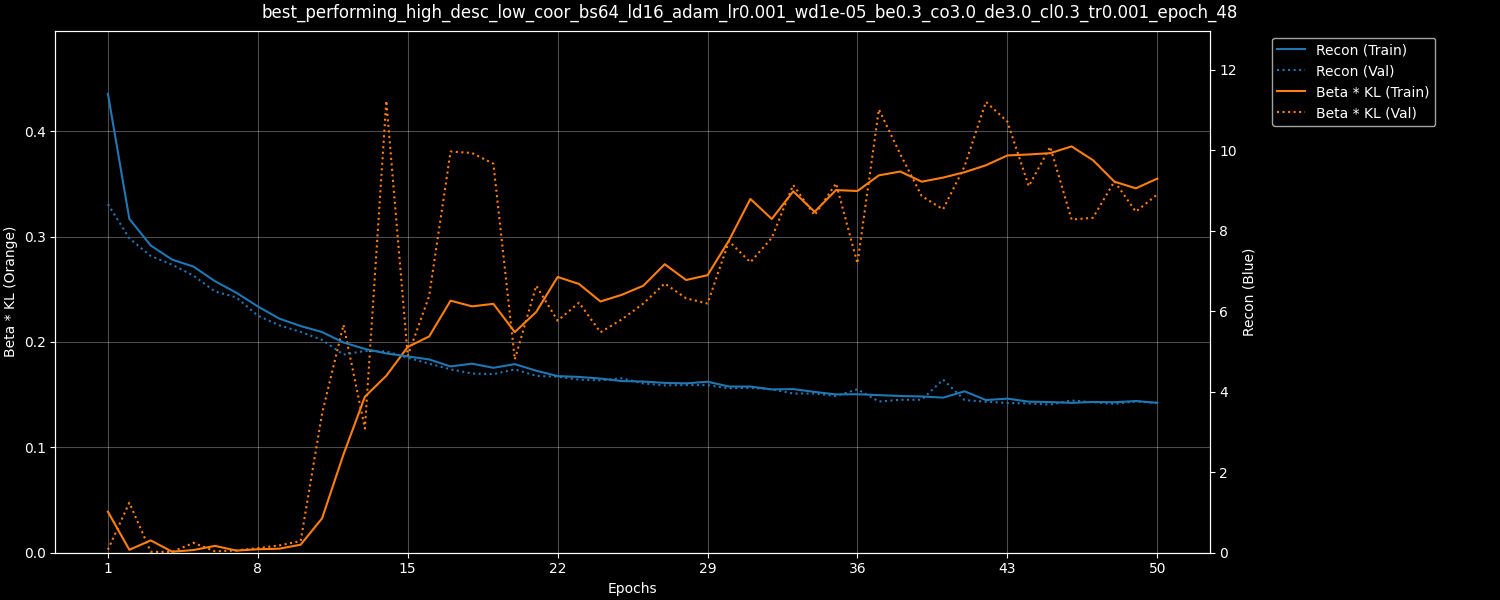 best_performing_high_desc_low_coor_bs64_ld16_adam_lr0.001_wd1e-05_be0.3_co3.0_de3.0_cl0.3_tr0.001_epoch_48
Recon (Train)
Recon (Val)
Beta * KL (Train)
Beta * KL (Val)
Beta * KL (Orange)
0.4
0.3
0.2
0.1
0.0
12
10
8
6
4
2
0
Recon (Blue)
1 8 15 22 29 36 43 50
Epochs